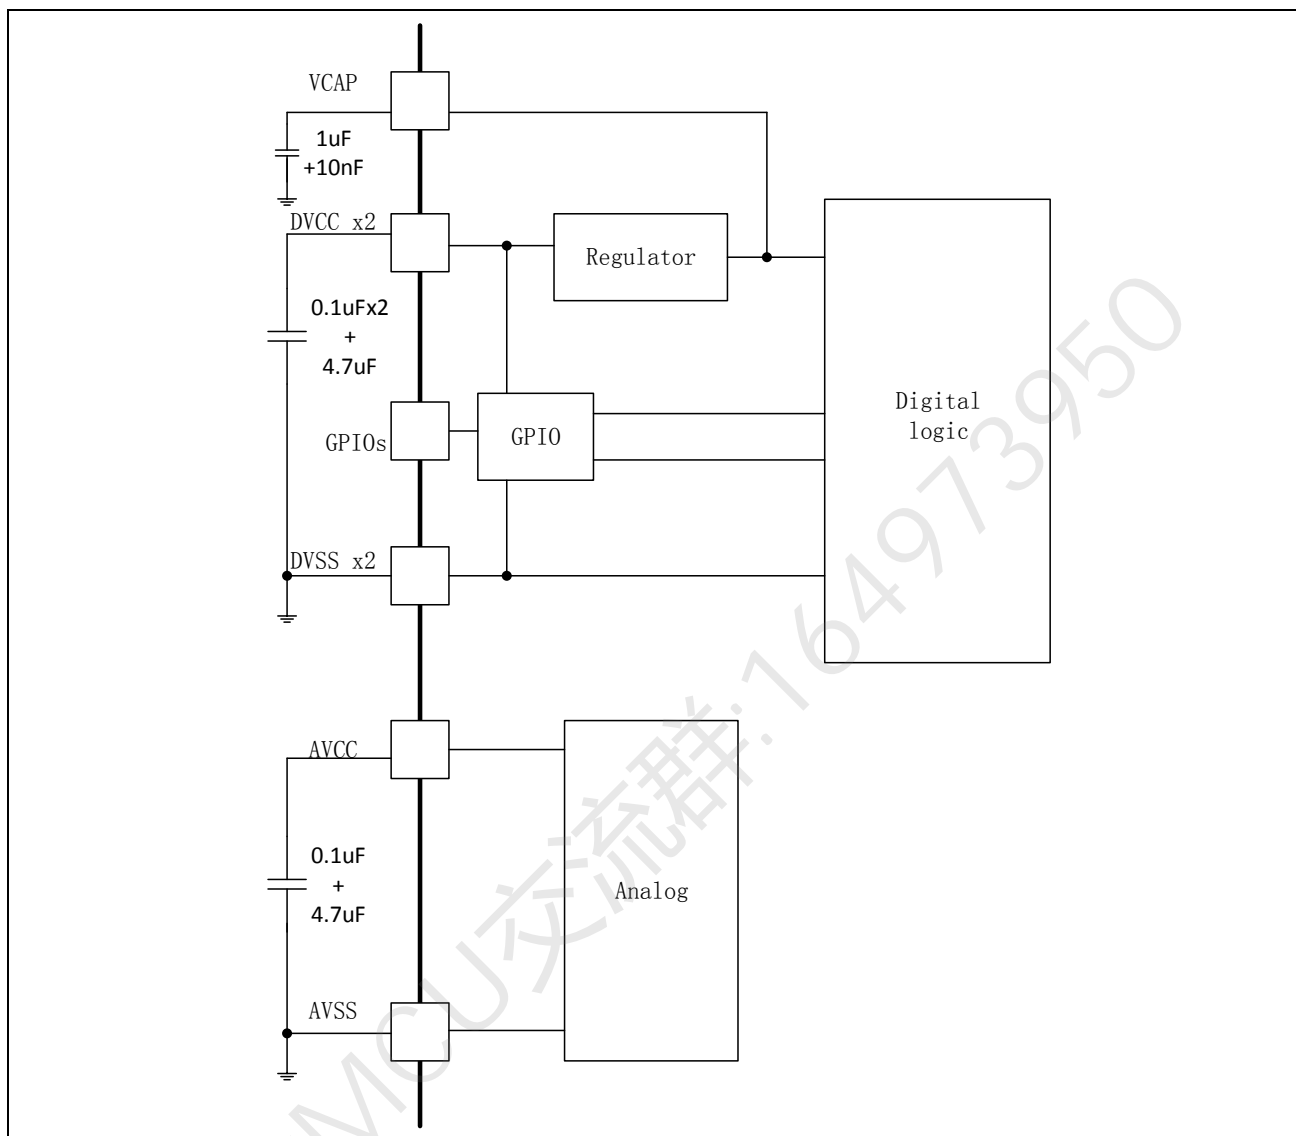 VCAP
1uF
+10nF
DVCC x2
Regulator
0.1uFx2
+
4.7uF
Digital
logic
GPIOs
GPIO
DVSS x2
AVCC
0.1uF
+
4.7uF
Analog
AVSS
MCU交流群:164973950